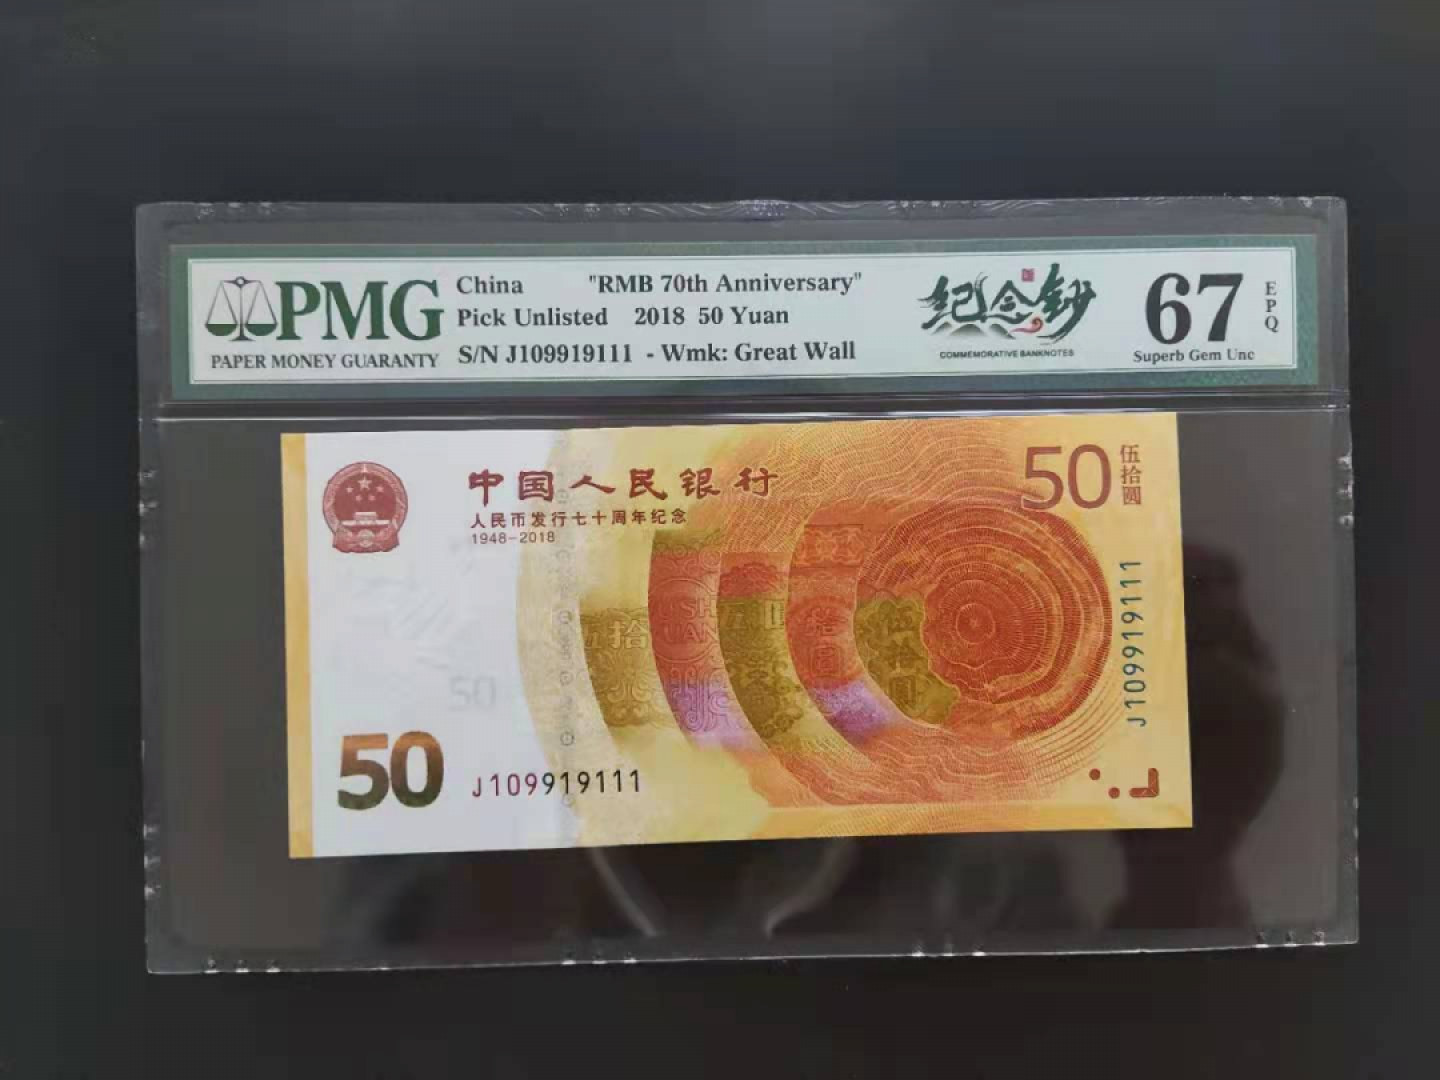 PMG
PAPER MONEY GUARANTY
China "RMB 70th Anniversary"
Pick Unlisted 2018 50 Yuan
S/N J109919111 - Wmk: Great Wall
纪念钞
COMMEMORATIVE BANKNOTES
67
EPQ
Superb Gem Unc
中国人民银行
人民币发行七十周年纪念
1948-2018
50
伍拾圆
J109919111
50
50
J109919111